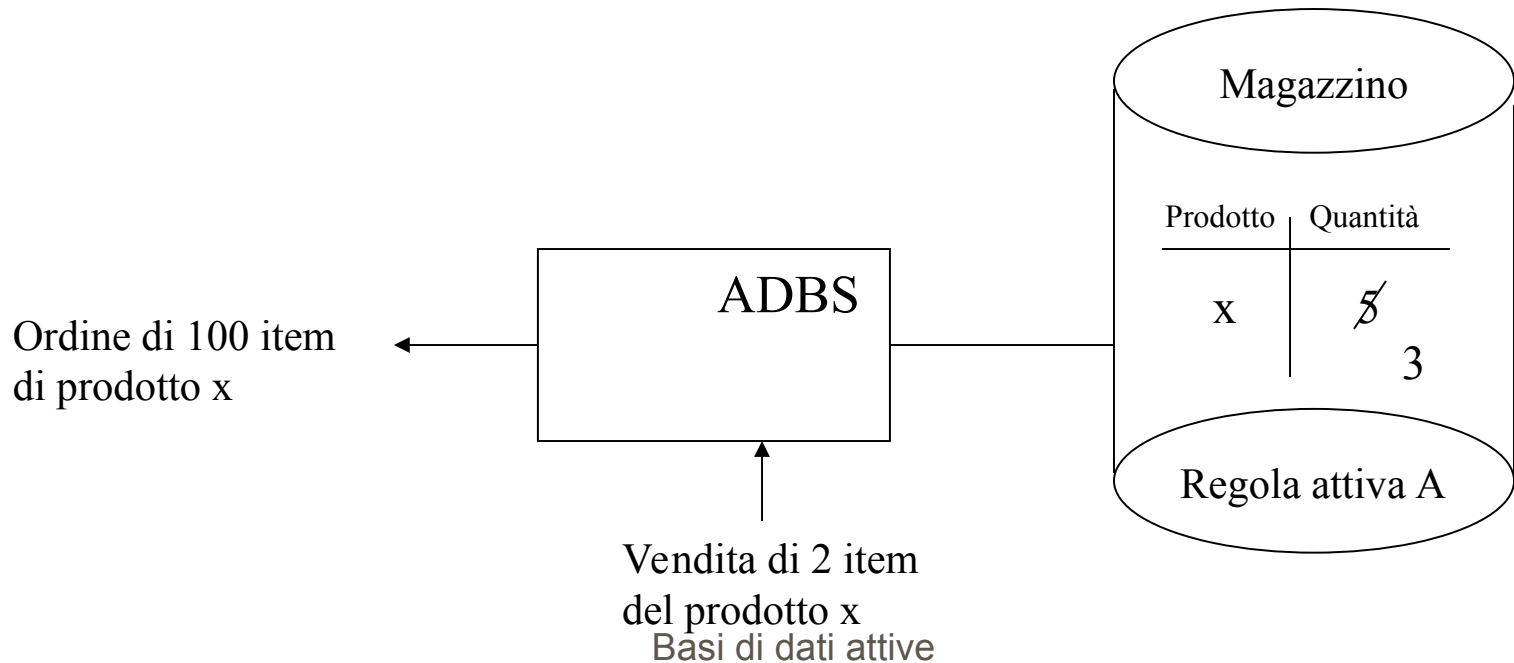 Magazzino
Prodotto Quantità
x 5
3
Regola attiva A
ADBS
Ordine di 100 item
di prodotto x
Vendita di 2 item
del prodotto x
Basi di dati attive